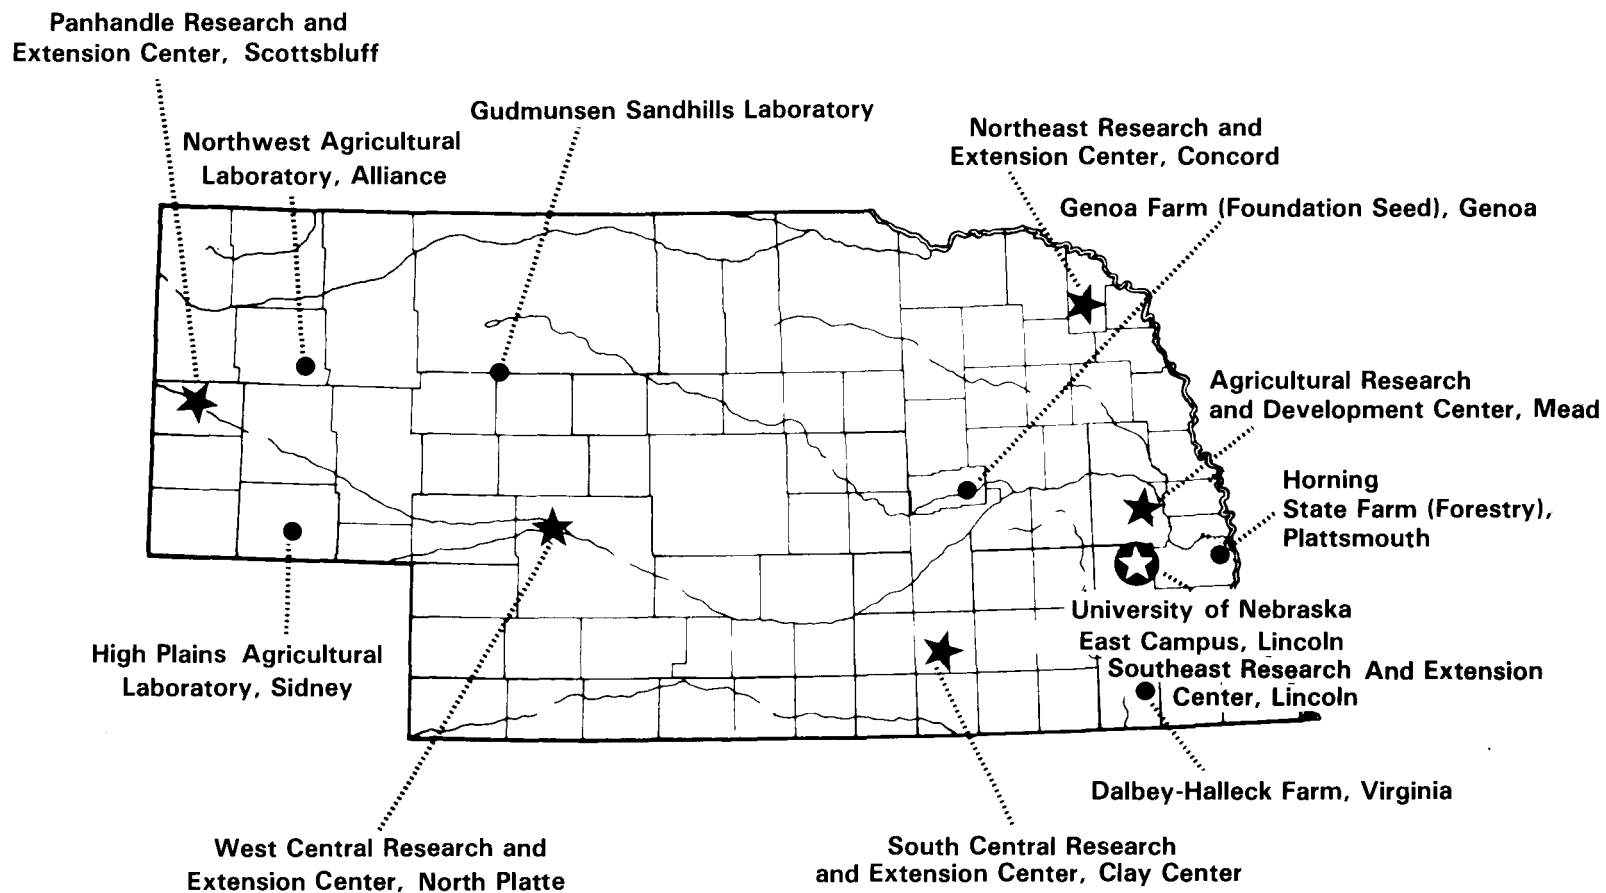 Panhandle Research and
Extension Center, Scottsbluff
Gudmunsen Sandhills Laboratory
Northwest Agricultural
Laboratory, Alliance
Northeast Research and
Extension Center, Concord
Genoa Farm (Foundation Seed), Genoa
Agricultural Research
and Development Center, Mead
Horning
State Farm (Forestry),
Plattsmouth
University of Nebraska
East Campus, Lincoln
Southeast Research And Extension
Center, Lincoln
High Plains Agricultural
Laboratory, Sidney
Dalbey-Halleck Farm, Virginia
West Central Research and
Extension Center, North Platte
South Central Research
and Extension Center, Clay Center